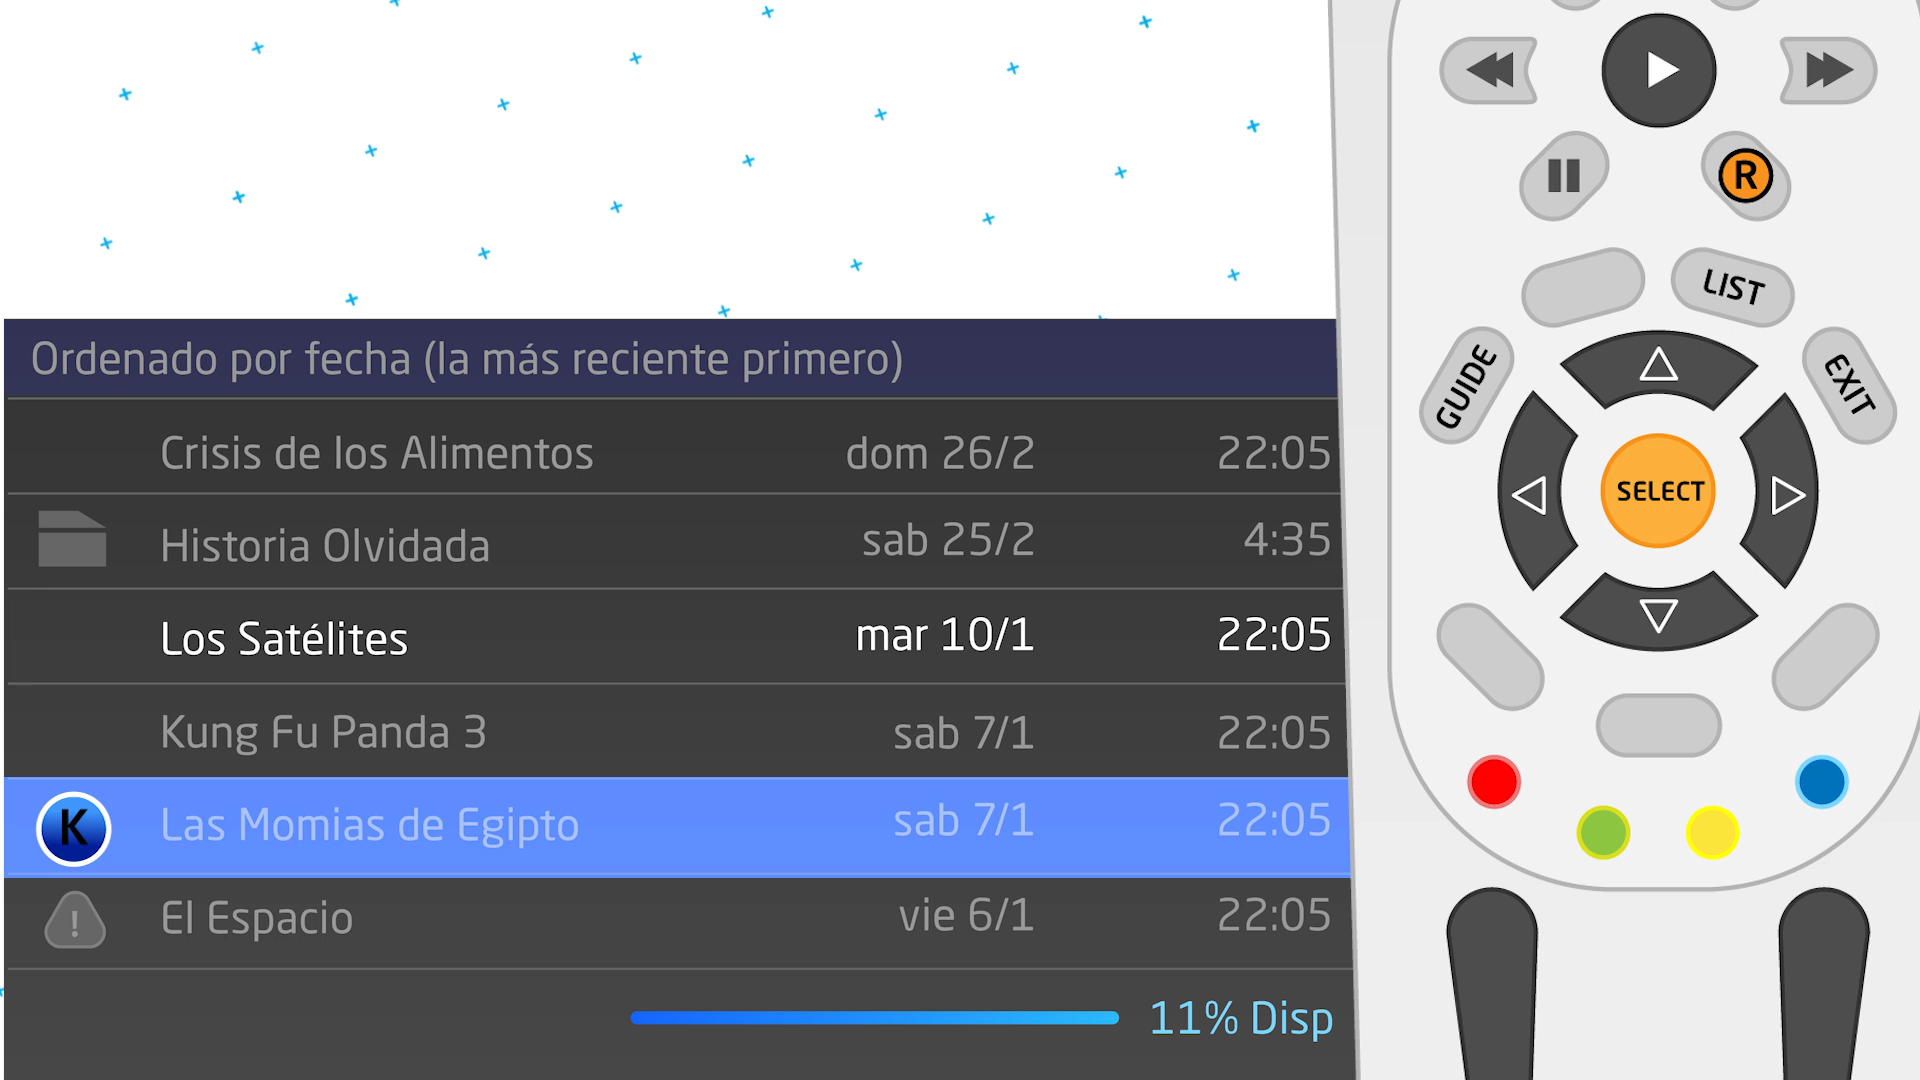 Ordenado por fecha (la más reciente primero)
Crisis de los Alimentos dom 26/2 22:05
Historia Olvidada sab 25/2 4:35
Los Satélites mar 10/1 22:05
Kung Fu Panda 3 sab 7/1 22:05
K Las Momias de Egipto sab 7/1 22:05
! El Espacio vie 6/1 22:05
11% Disp
R
LIST
GUIDE
EXIT
SELECT